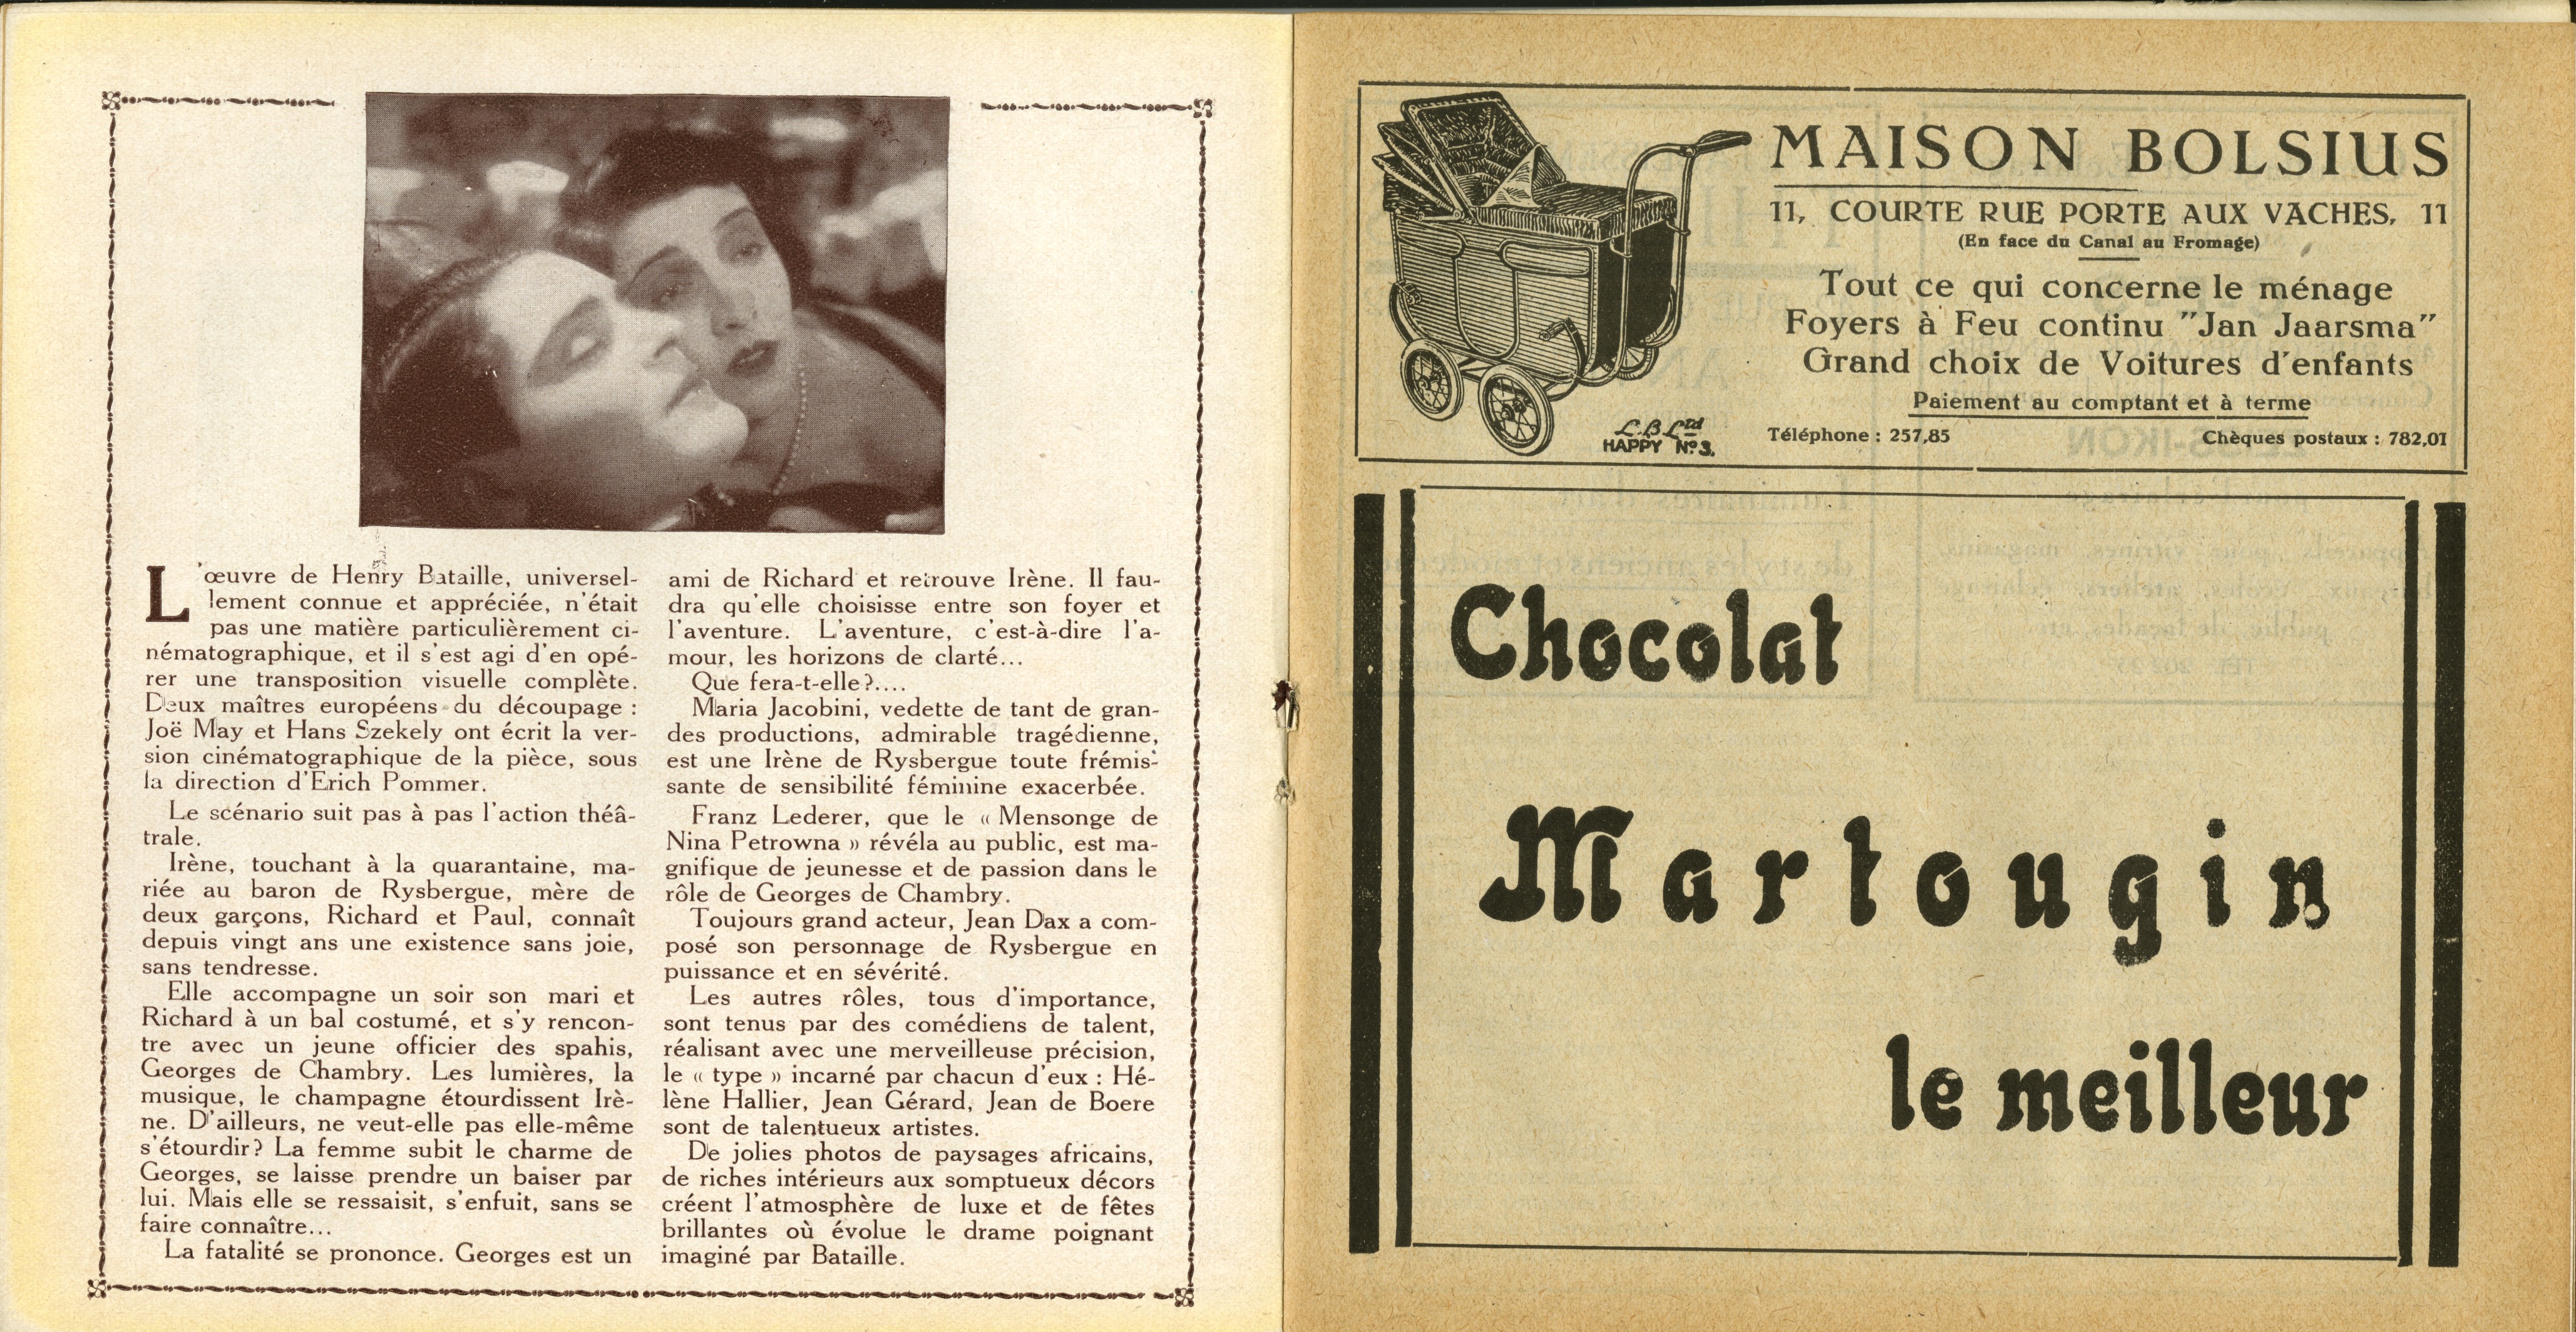 L'œuvre de Henry Bataille, universel-
lement connue et appréciée, n'était
pas une matière particulièrement ci-
nématographique, et il s'est agi d'en opé-
rer une transposition visuelle complète.
Deux maîtres européens du découpage :
Joë May et Hans Szekely ont écrit la ver-
sion cinématographique de la pièce, sous
la direction d'Erich Pommer.
Le scénario suit pas à pas l'action théâ-
trale.
Irène, touchant à la quarantaine, ma-
riée au baron de Rysbergue, mère de
deux garçons, Richard et Paul, connaît
depuis vingt ans une existence sans joie,
sans tendresse.
Elle accompagne un soir son mari et
Richard à un bal costumé, et s'y rencon-
tre avec un jeune officier des spahis,
Georges de Chambry. Les lumières, la
musique, le champagne étourdissent Irè-
ne. D'ailleurs, ne veut-elle pas elle-même
s'étourdir? La femme subit le charme de
Georges, se laisse prendre un baiser par
lui. Mais elle se ressaisit, s'enfuit, sans se
faire connaître...
La fatalité se prononce. Georges est un
ami de Richard et retrouve Irène. Il fau-
dra qu'elle choisisse entre son foyer et
l'aventure. L'aventure, c'est-à-dire l'a-
mour, les horizons de clarté...
Que fera-t-elle?....
Maria Jacobini, vedette de tant de gran-
des productions, admirable tragédienne,
est une Irène de Rysbergue toute frémis-
sante de sensibilité féminine exacerbée.
Franz Lederer, que le « Mensonge de
Nina Petrowna » révéla au public, est ma-
gnifique de jeunesse et de passion dans le
rôle de Georges de Chambry.
Toujours grand acteur, Jean Dax a com-
posé son personnage de Rysbergue en
puissance et en sévérité.
Les autres rôles, tous d'importance,
sont tenus par des comédiens de talent,
réalisant avec une merveilleuse précision,
le « type » incarné par chacun d'eux : Hé-
lène Hallier, Jean Gérard, Jean de Boere
sont de talentueux artistes.
De jolies photos de paysages africains,
de riches intérieurs aux somptueux décors
créent l'atmosphère de luxe et de fêtes
brillantes où évolue le drame poignant
imaginé par Bataille.
MAISON BOLSIUS
11, COURTE RUE PORTE AUX VACHES, 11
(En face du Canal au Fromage)
Tout ce qui concerne le ménage
Foyers à Feu continu "Jan Jaarsma"
Grand choix de Voitures d'enfants
Paiement au comptant et à terme
Téléphone : 257,85 Chèques postaux : 782,01
L.B Ltd
HAPPY No 3.
Chocolat
Martougin
le meilleur